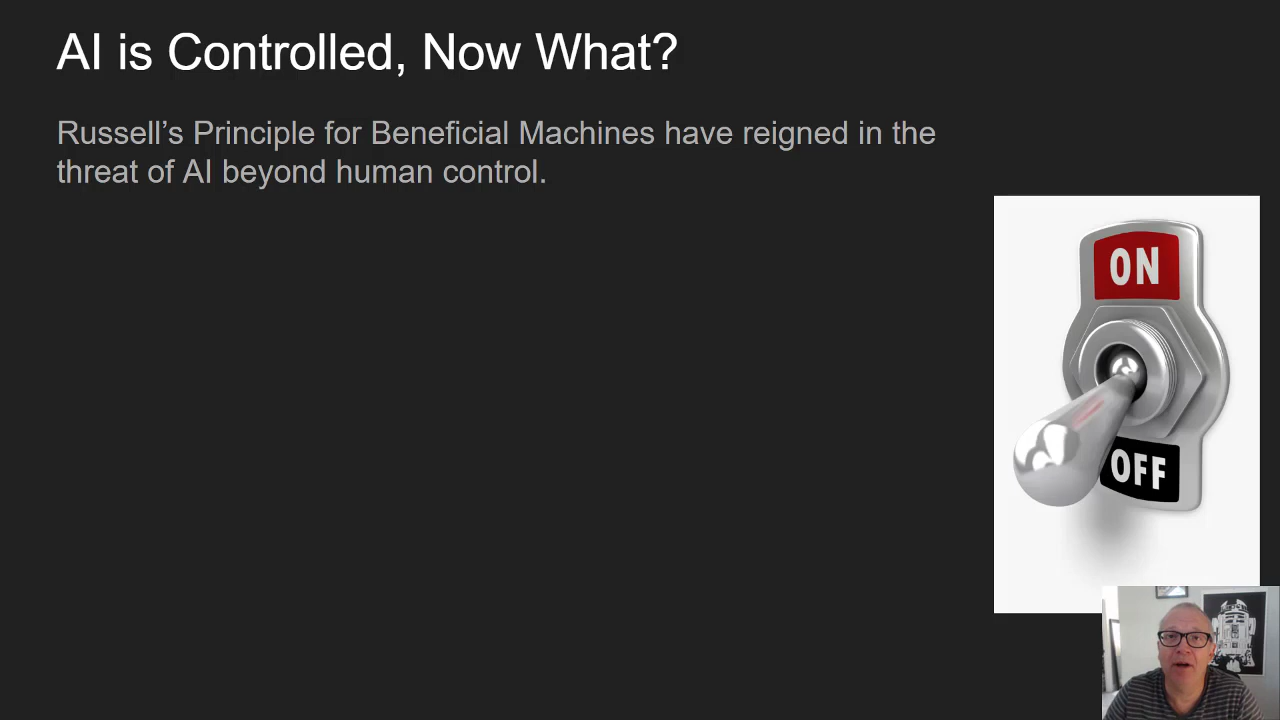 AI is Controlled, Now What?
Russell’s Principle for Beneficial Machines have reigned in the
threat of AI beyond human control.
ON
OFF